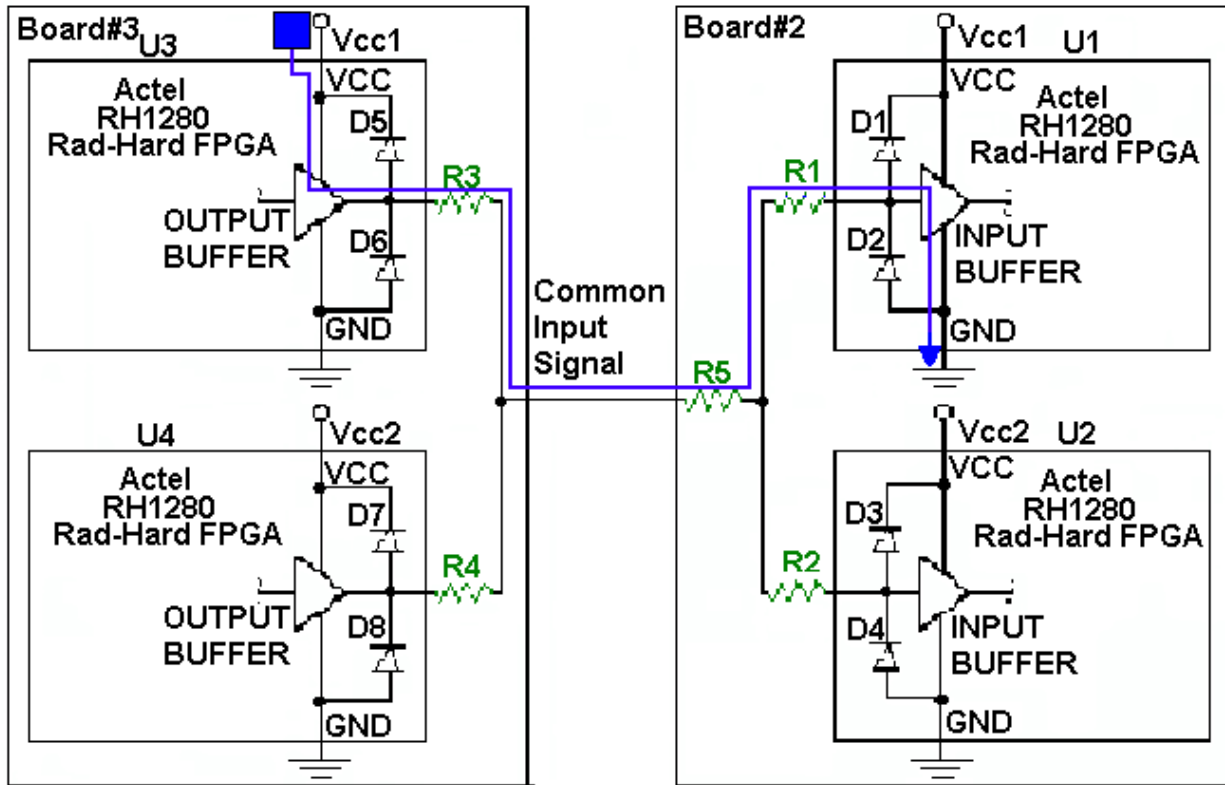 Board#3
U3
Vcc1
VCC
Actel
RH1280
Rad-Hard FPGA
D5
R3
OUTPUT
BUFFER
D6
GND
U4
Vcc2
VCC
Actel
RH1280
Rad-Hard FPGA
D7
R4
OUTPUT
BUFFER
D8
GND
Common
Input
Signal
Board#2
Vcc1
U1
VCC
Actel
RH1280
Rad-Hard FPGA
D1
R1
D2
INPUT
BUFFER
GND
R5
Vcc2
U2
VCC
Actel
RH1280
Rad-Hard FPGA
D3
R2
D4
INPUT
BUFFER
GND